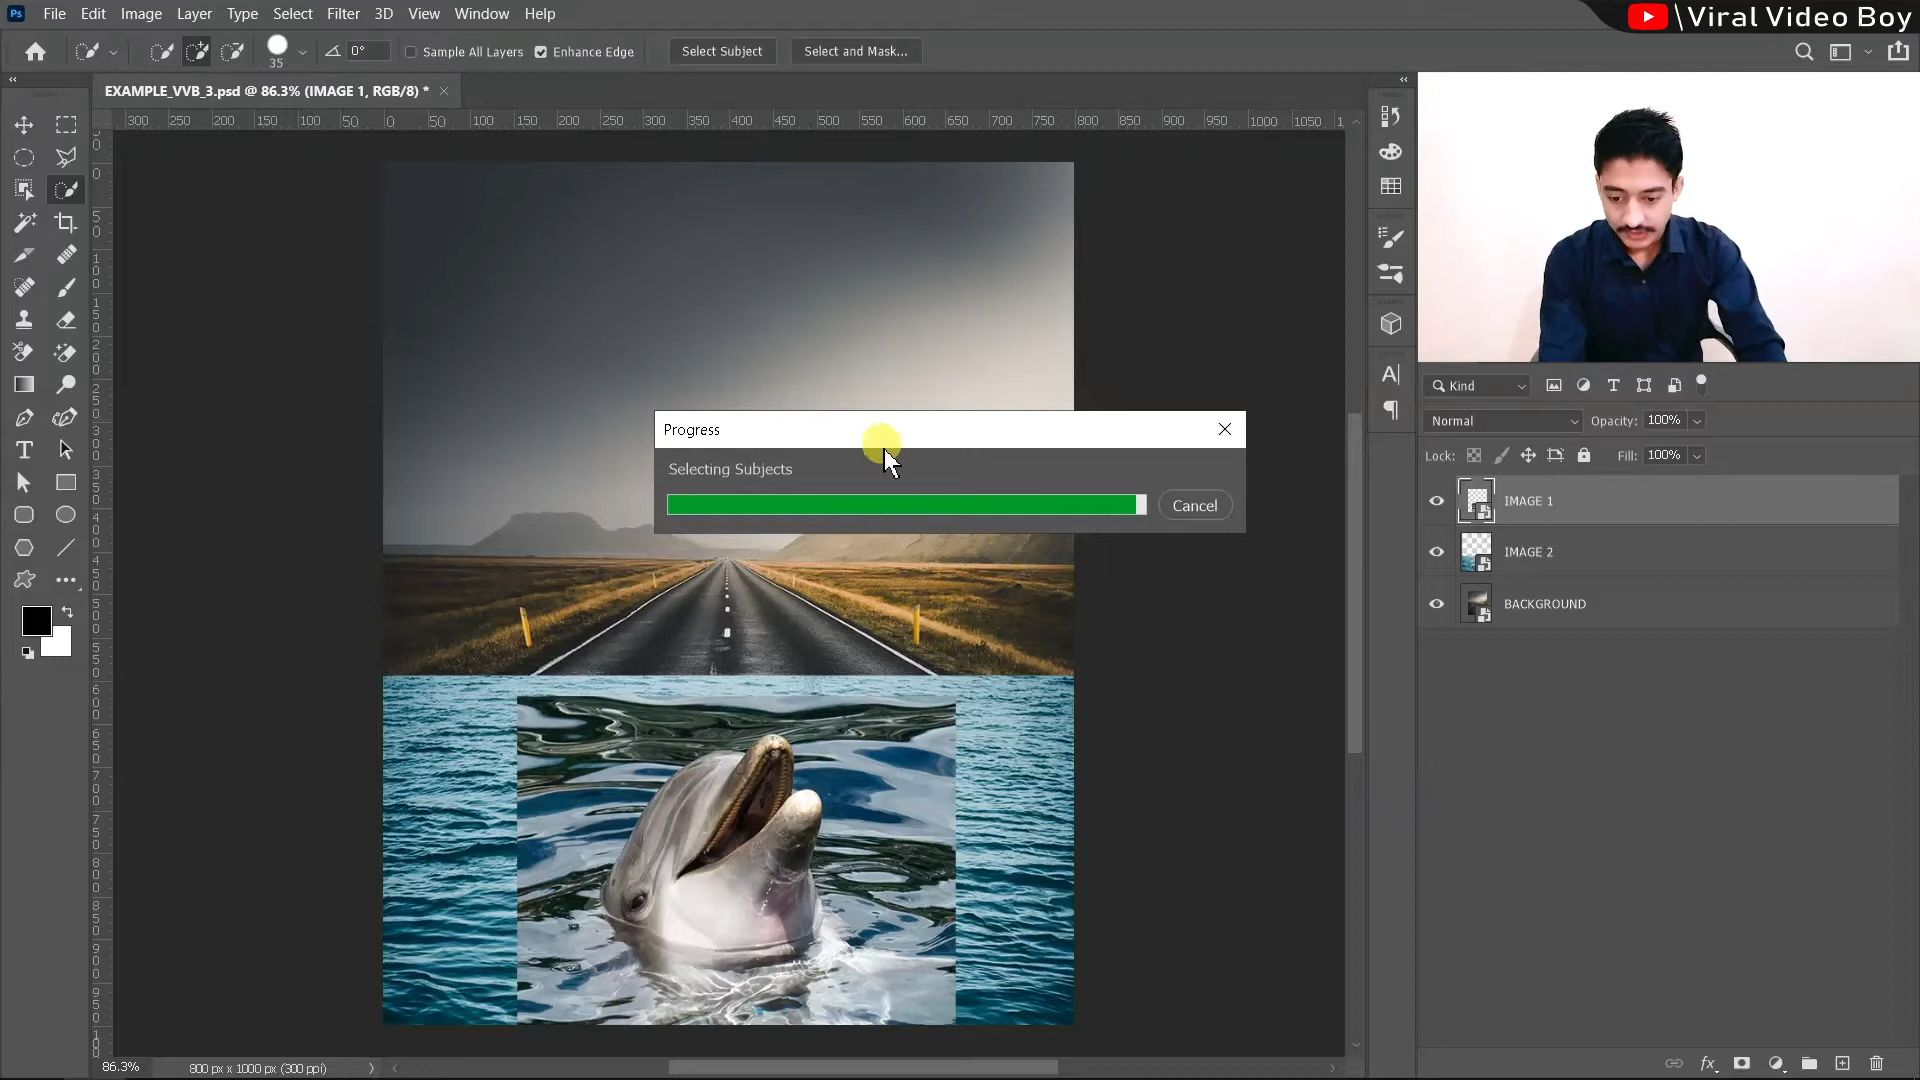 Ps File Edit Image Layer Type Select Filter 3D View Window Help
\Viral Video Boy
35
0°
Sample All Layers
Enhance Edge
Select Subject
Select and Mask...
EXAMPLE_VVB_3.psd @ 86.3% (IMAGE 1, RGB/8) *
300 250 200 150 100 50 0 50 100 150 200 250 300 350 400 450 500 550 600 650 700 750 800 850 900 950 1000 1050 1
Progress
Selecting Subjects
Cancel
Kind
Normal
Opacity: 100%
Lock:
Fill: 100%
IMAGE 1
IMAGE 2
BACKGROUND
fx
86.3%
800 px x 1000 px (300 ppi)